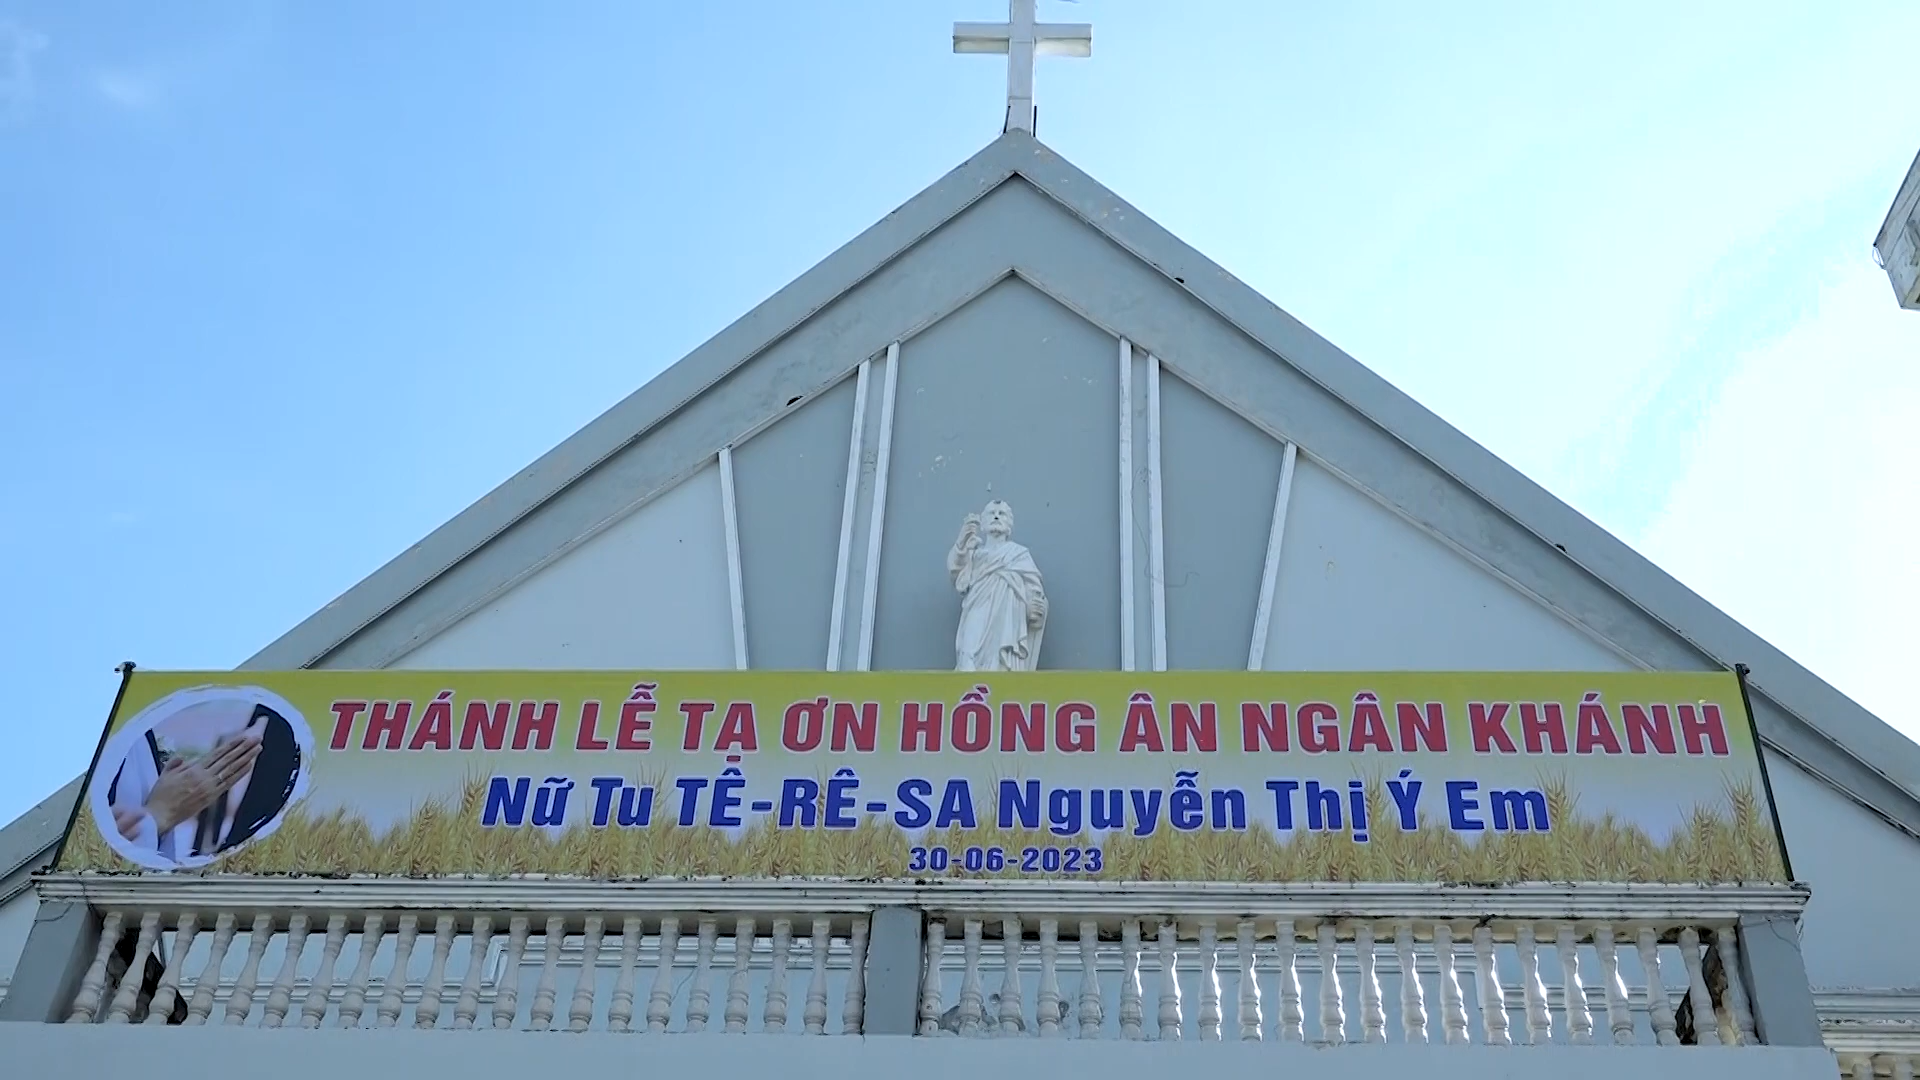 THÁNH LỄ TẠ ƠN HỒNG ÂN NGÂN KHÁNH
Nữ Tu TÊ-RÊ-SA Nguyễn Thị Ý Em
30-06-2023